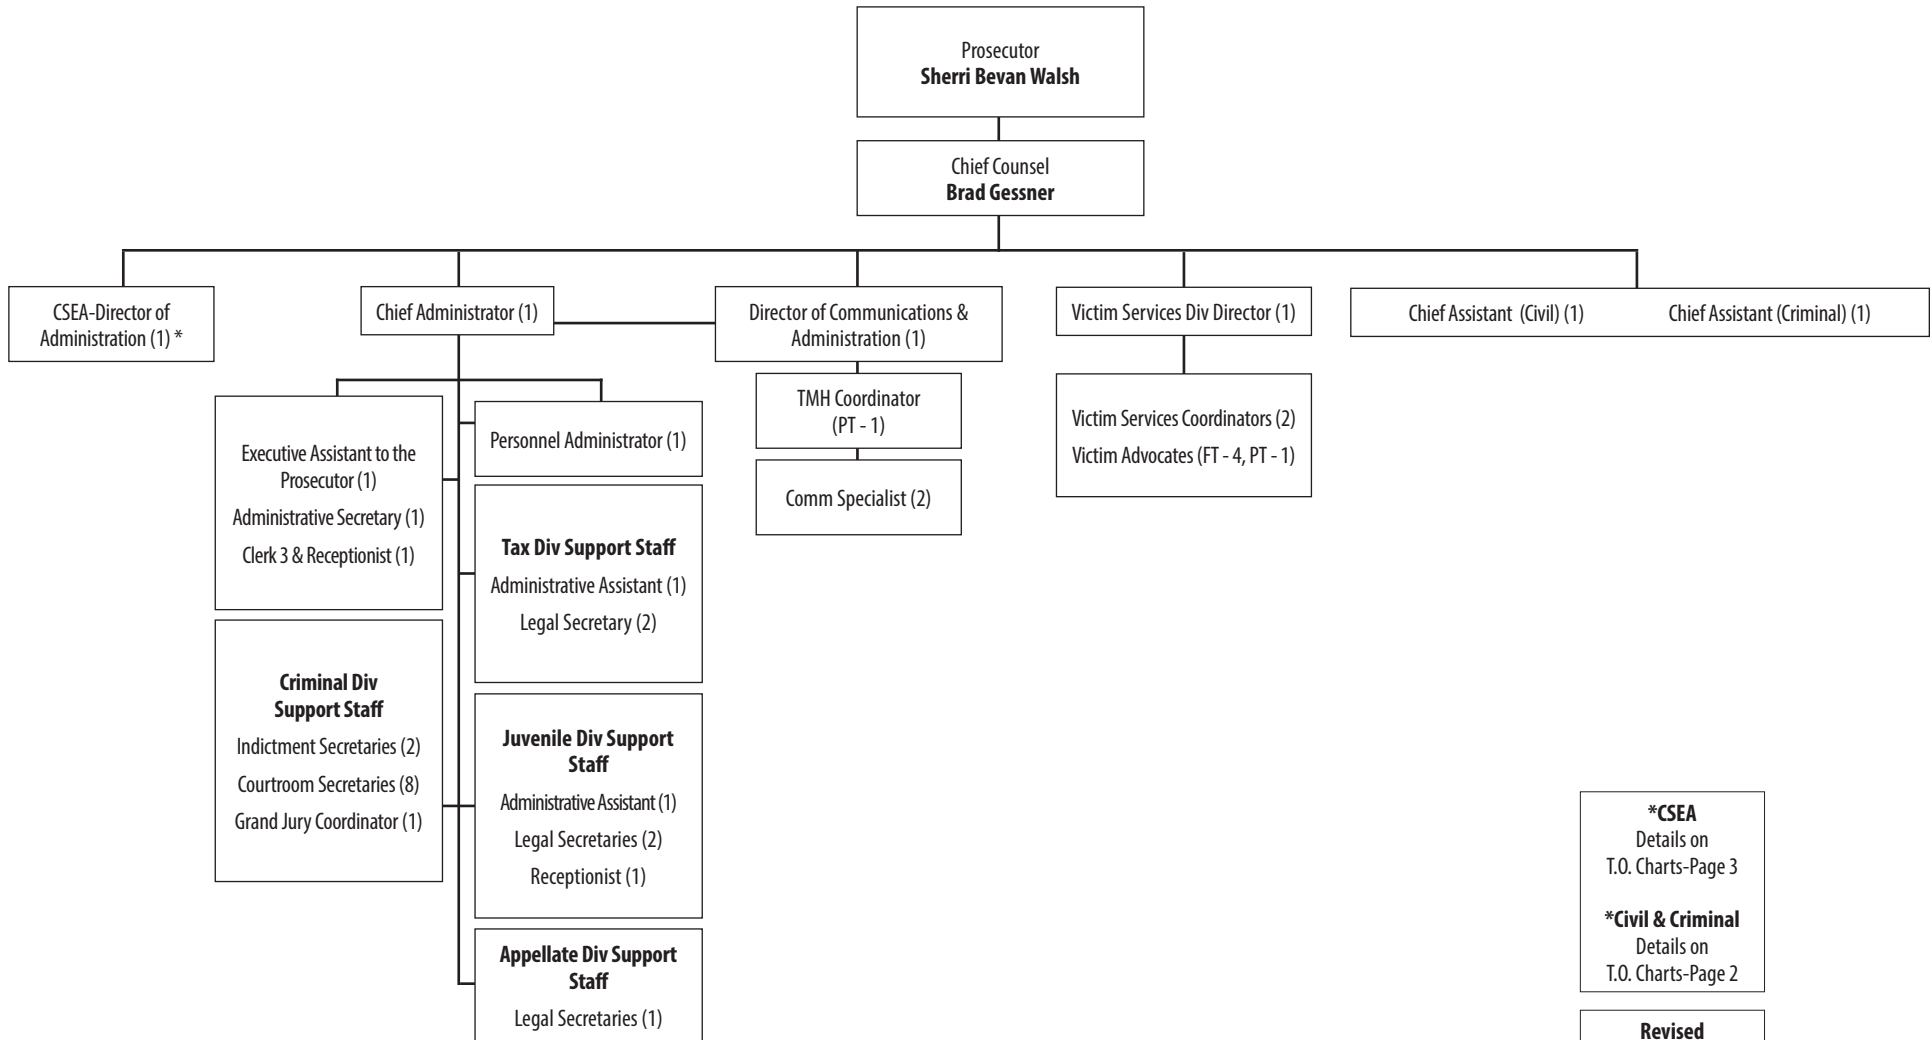 Prosecutor
Sherri Bevan Walsh
Chief Counsel
Brad Gessner
CSEA-Director of
Administration (1) *
Chief Administrator (1)
Director of Communications &
Administration (1)
Victim Services Div Director (1)
Chief Assistant (Civil) (1)
Chief Assistant (Criminal) (1)
Executive Assistant to the
Prosecutor (1)
Administrative Secretary (1)
Clerk 3 & Receptionist (1)
Personnel Administrator (1)
TMH Coordinator
(PT - 1)
Comm Specialist (2)
Victim Services Coordinators (2)
Victim Advocates (FT - 4, PT - 1)
Tax Div Support Staff
Administrative Assistant (1)
Legal Secretary (2)
Criminal Div
Support Staff
Indictment Secretaries (2)
Courtroom Secretaries (8)
Grand Jury Coordinator (1)
Juvenile Div Support
Staff
Administrative Assistant (1)
Legal Secretaries (2)
Receptionist (1)
Appellate Div Support
Staff
Legal Secretaries (1)
*CSEA
Details on
T.O. Charts-Page 3
*Civil & Criminal
Details on
T.O. Charts-Page 2
Revised